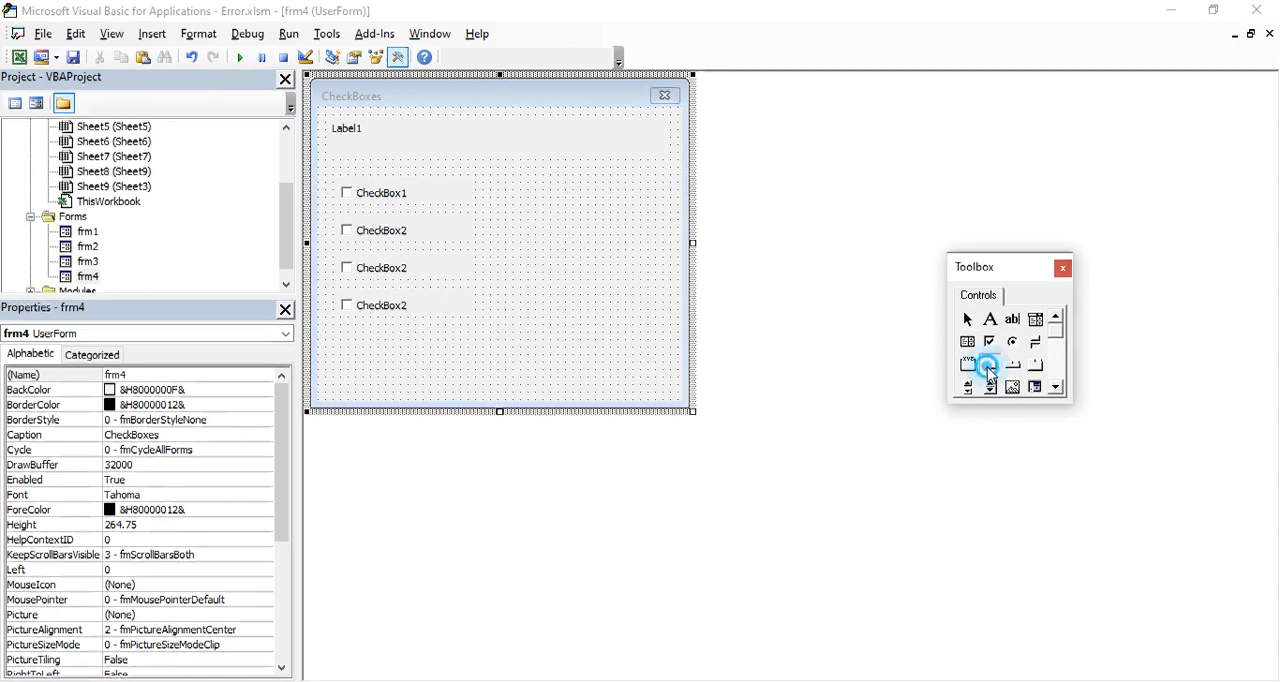 Microsoft Visual Basic for Applications - Error.xlsm - [frm4 (UserForm)]
File Edit View Insert Format Debug Run Tools Add-Ins Window Help
Project - VBAProject
Sheet5 (Sheet5)
Sheet6 (Sheet6)
Sheet7 (Sheet7)
Sheet8 (Sheet9)
Sheet9 (Sheet3)
ThisWorkbook
Forms
frm1
frm2
frm3
frm4
Modules
Properties - frm4
frm4 UserForm
Alphabetic Categorized
(Name) frm4
BackColor &H8000000F&
BorderColor &H80000012&
BorderStyle 0 - fmBorderStyleNone
Caption CheckBoxes
Cycle 0 - fmCycleAllForms
DrawBuffer 32000
Enabled True
Font Tahoma
ForeColor &H80000012&
Height 264.75
HelpContextID 0
KeepScrollBarsVisible 3 - fmScrollBarsBoth
Left 0
MouseIcon (None)
MousePointer 0 - fmMousePointerDefault
Picture (None)
PictureAlignment 2 - fmPictureAlignmentCenter
PictureSizeMode 0 - fmPictureSizeModeClip
PictureTiling False
RightToLeft False
CheckBoxes
Label1
CheckBox1
CheckBox2
CheckBox2
CheckBox2
Toolbox
Controls
A ab|
XYZ